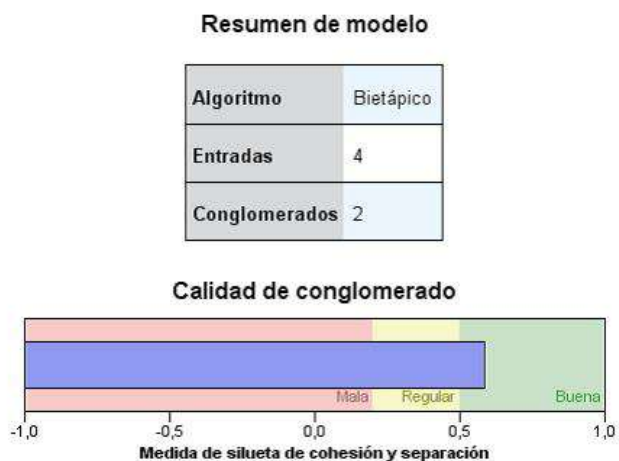 Resumen de modelo
Algoritmo Bietápico
Entradas 4
Conglomerados 2
Calidad de conglomerado
Mala Regular Buena
-1,0 -0,5 0,0 0,5 1,0
Medida de silueta de cohesión y separación